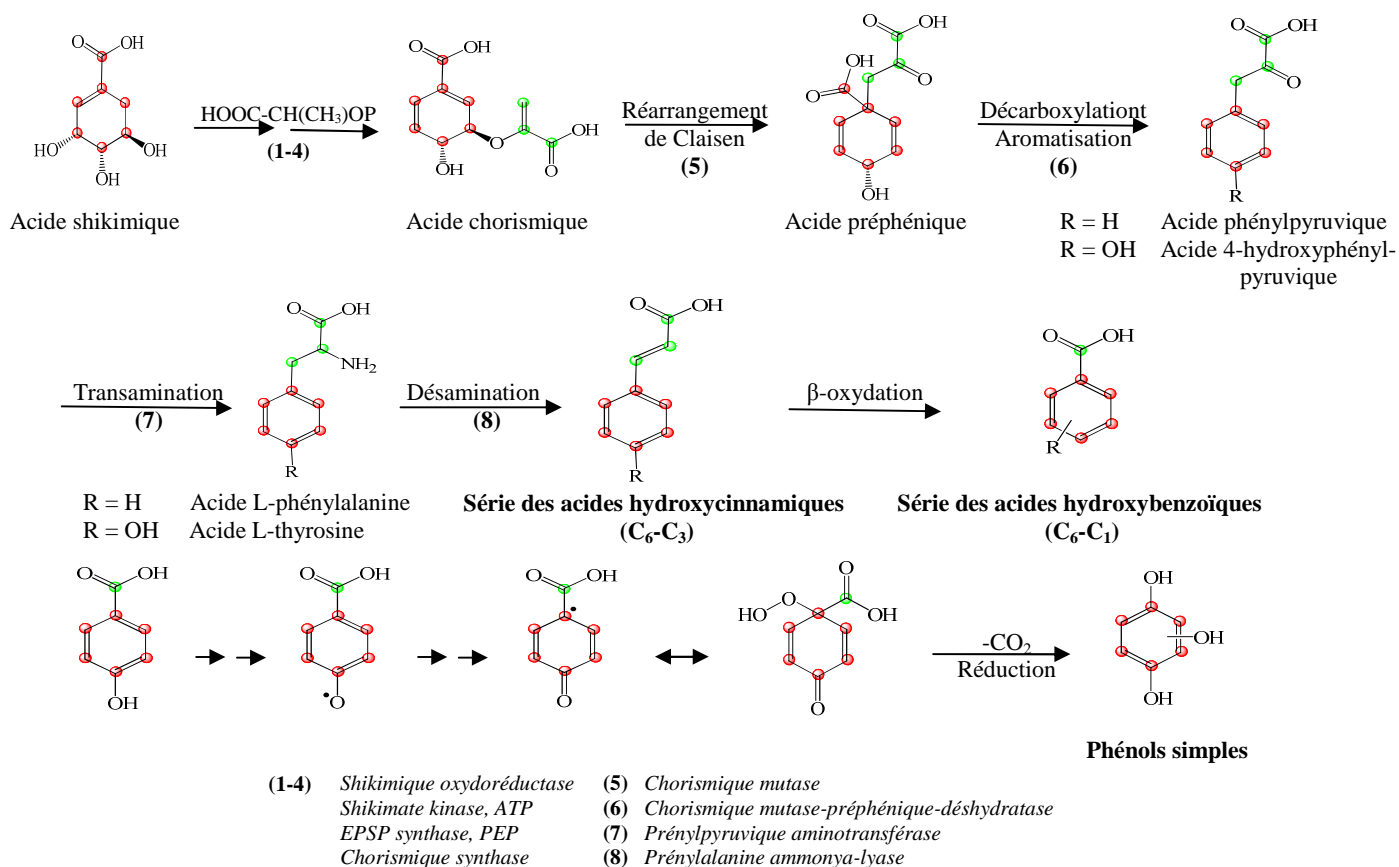 O OH HO OH OH
HOOC-CH(CH₃)OP
(1-4)
O OH O OH O OH
Réarrangement
de Claisen
(5)
O OH OH O O OH
Décarboxylationt
Aromatisation
(6)
O OH O R
Acide shikimique
Acide chorismique
Acide préphénique
R = H Acide phénylpyruvique
R = OH Acide 4-hydroxyphényl-
pyruvique
Transamination
(7)
O OH NH₂ R
Désamination
(8)
O OH R
β-oxydation
O OH R
R = H Acide L-phénylalanine
R = OH Acide L-thyrosine
Série des acides hydroxycinnamiques
(C₆-C₃)
Série des acides hydroxybenzoïques
(C₆-C₁)
O OH OH
O OH •O
O OH • O
O O HO OH O
-CO₂
Réduction
OH OH OH
Phénols simples
(1-4) Shikimique oxydoréductase (5) Chorismique mutase
Shikimate kinase, ATP (6) Chorismique mutase-préphénique-déshydratase
EPSP synthase, PEP (7) Prénylpyruvique aminotransférase
Chorismique synthase (8) Prénylalanine ammonya-lyase